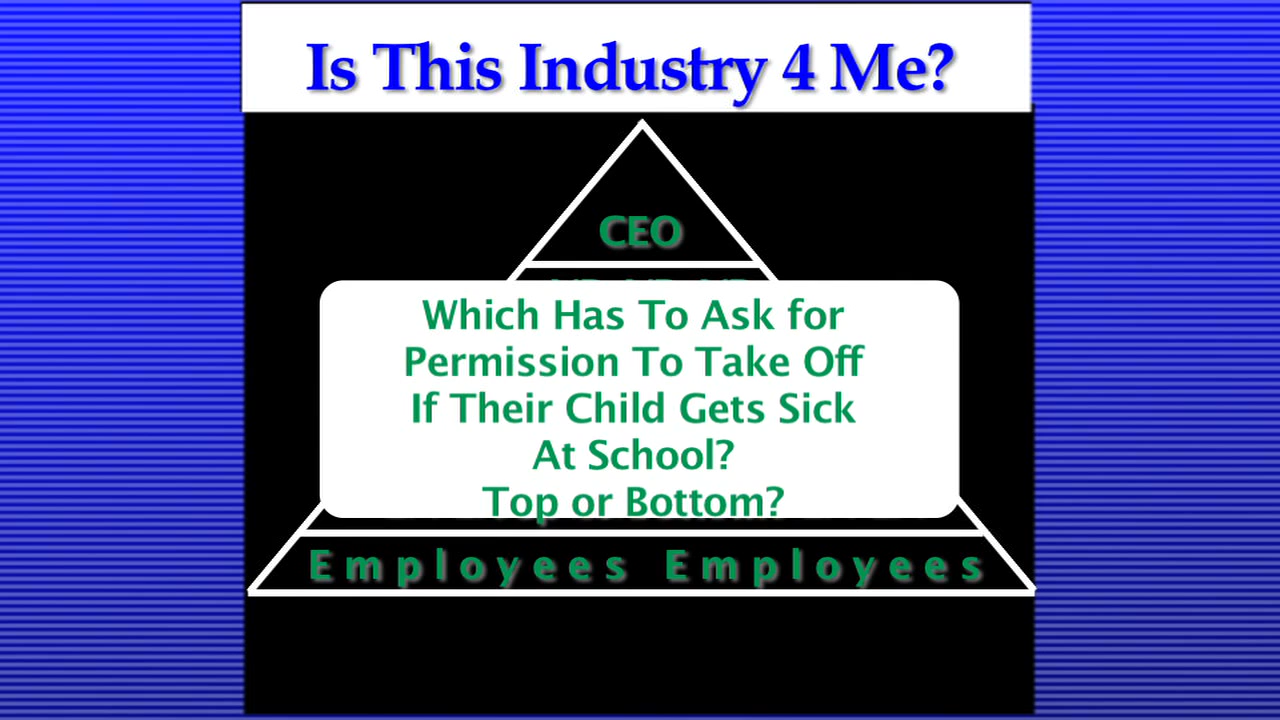 Is This Industry 4 Me?
CEO
Which Has To Ask for
Permission To Take Off
If Their Child Gets Sick
At School?
Top or Bottom?
Employees Employees